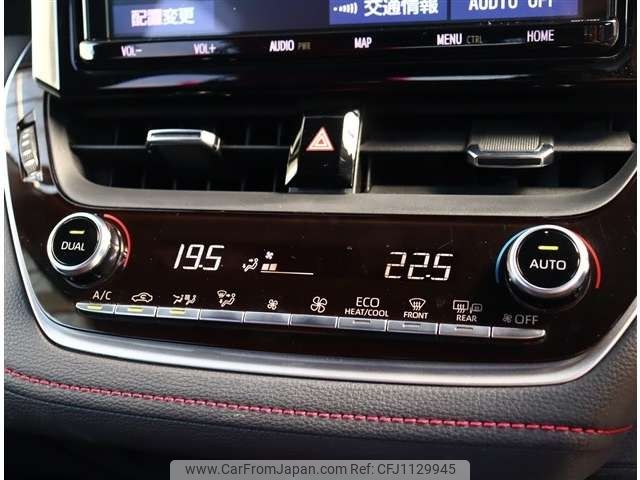 配置変更
交通情報
AUDIO OFF
VOL-
VOL+
AUDIO PWR
MAP
MENU CTRL
HOME
DUAL
19.5
22.5
AUTO
A/C
ECO
HEAT/COOL
FRONT
REAR
OFF
www.CarFromJapan.com | CFJ1129945